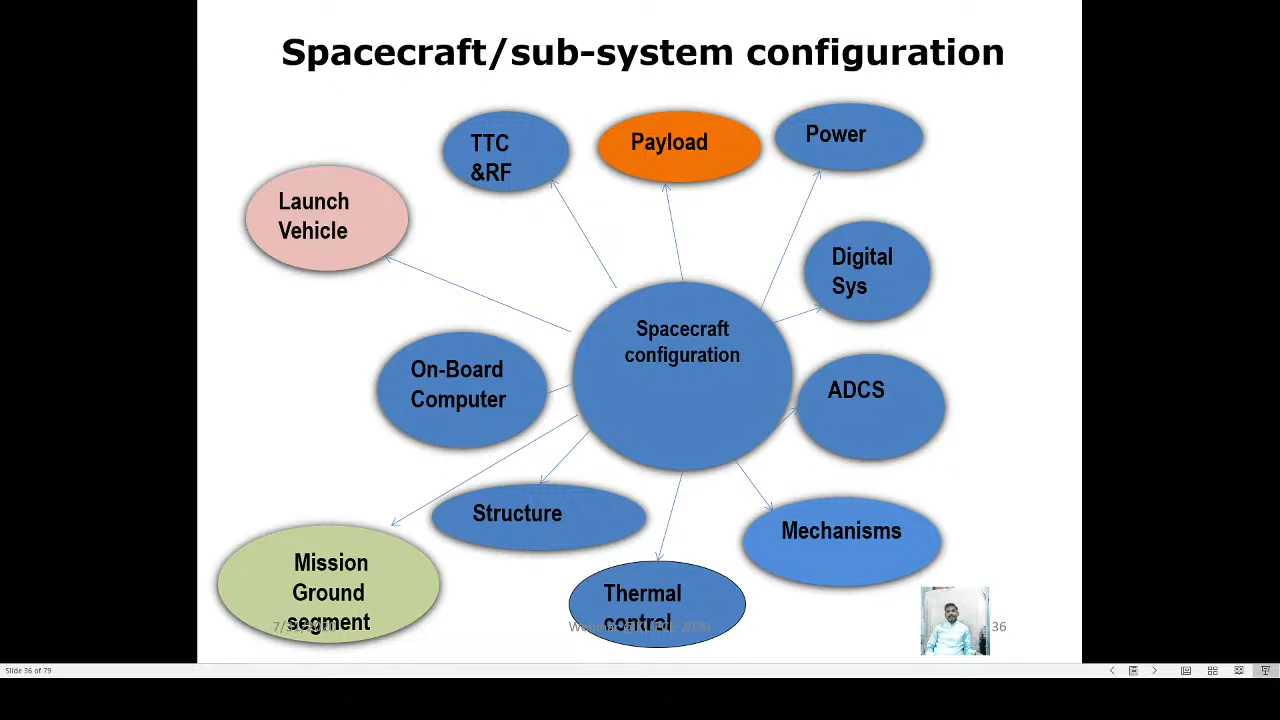 Spacecraft/sub-system configuration
TTC
&RF
Payload
Power
Launch
Vehicle
Digital
Sys
Spacecraft
configuration
On-Board
Computer
ADCS
Structure
Mechanisms
Mission
Ground
segment
Thermal
control
36
Slide 36 of 79